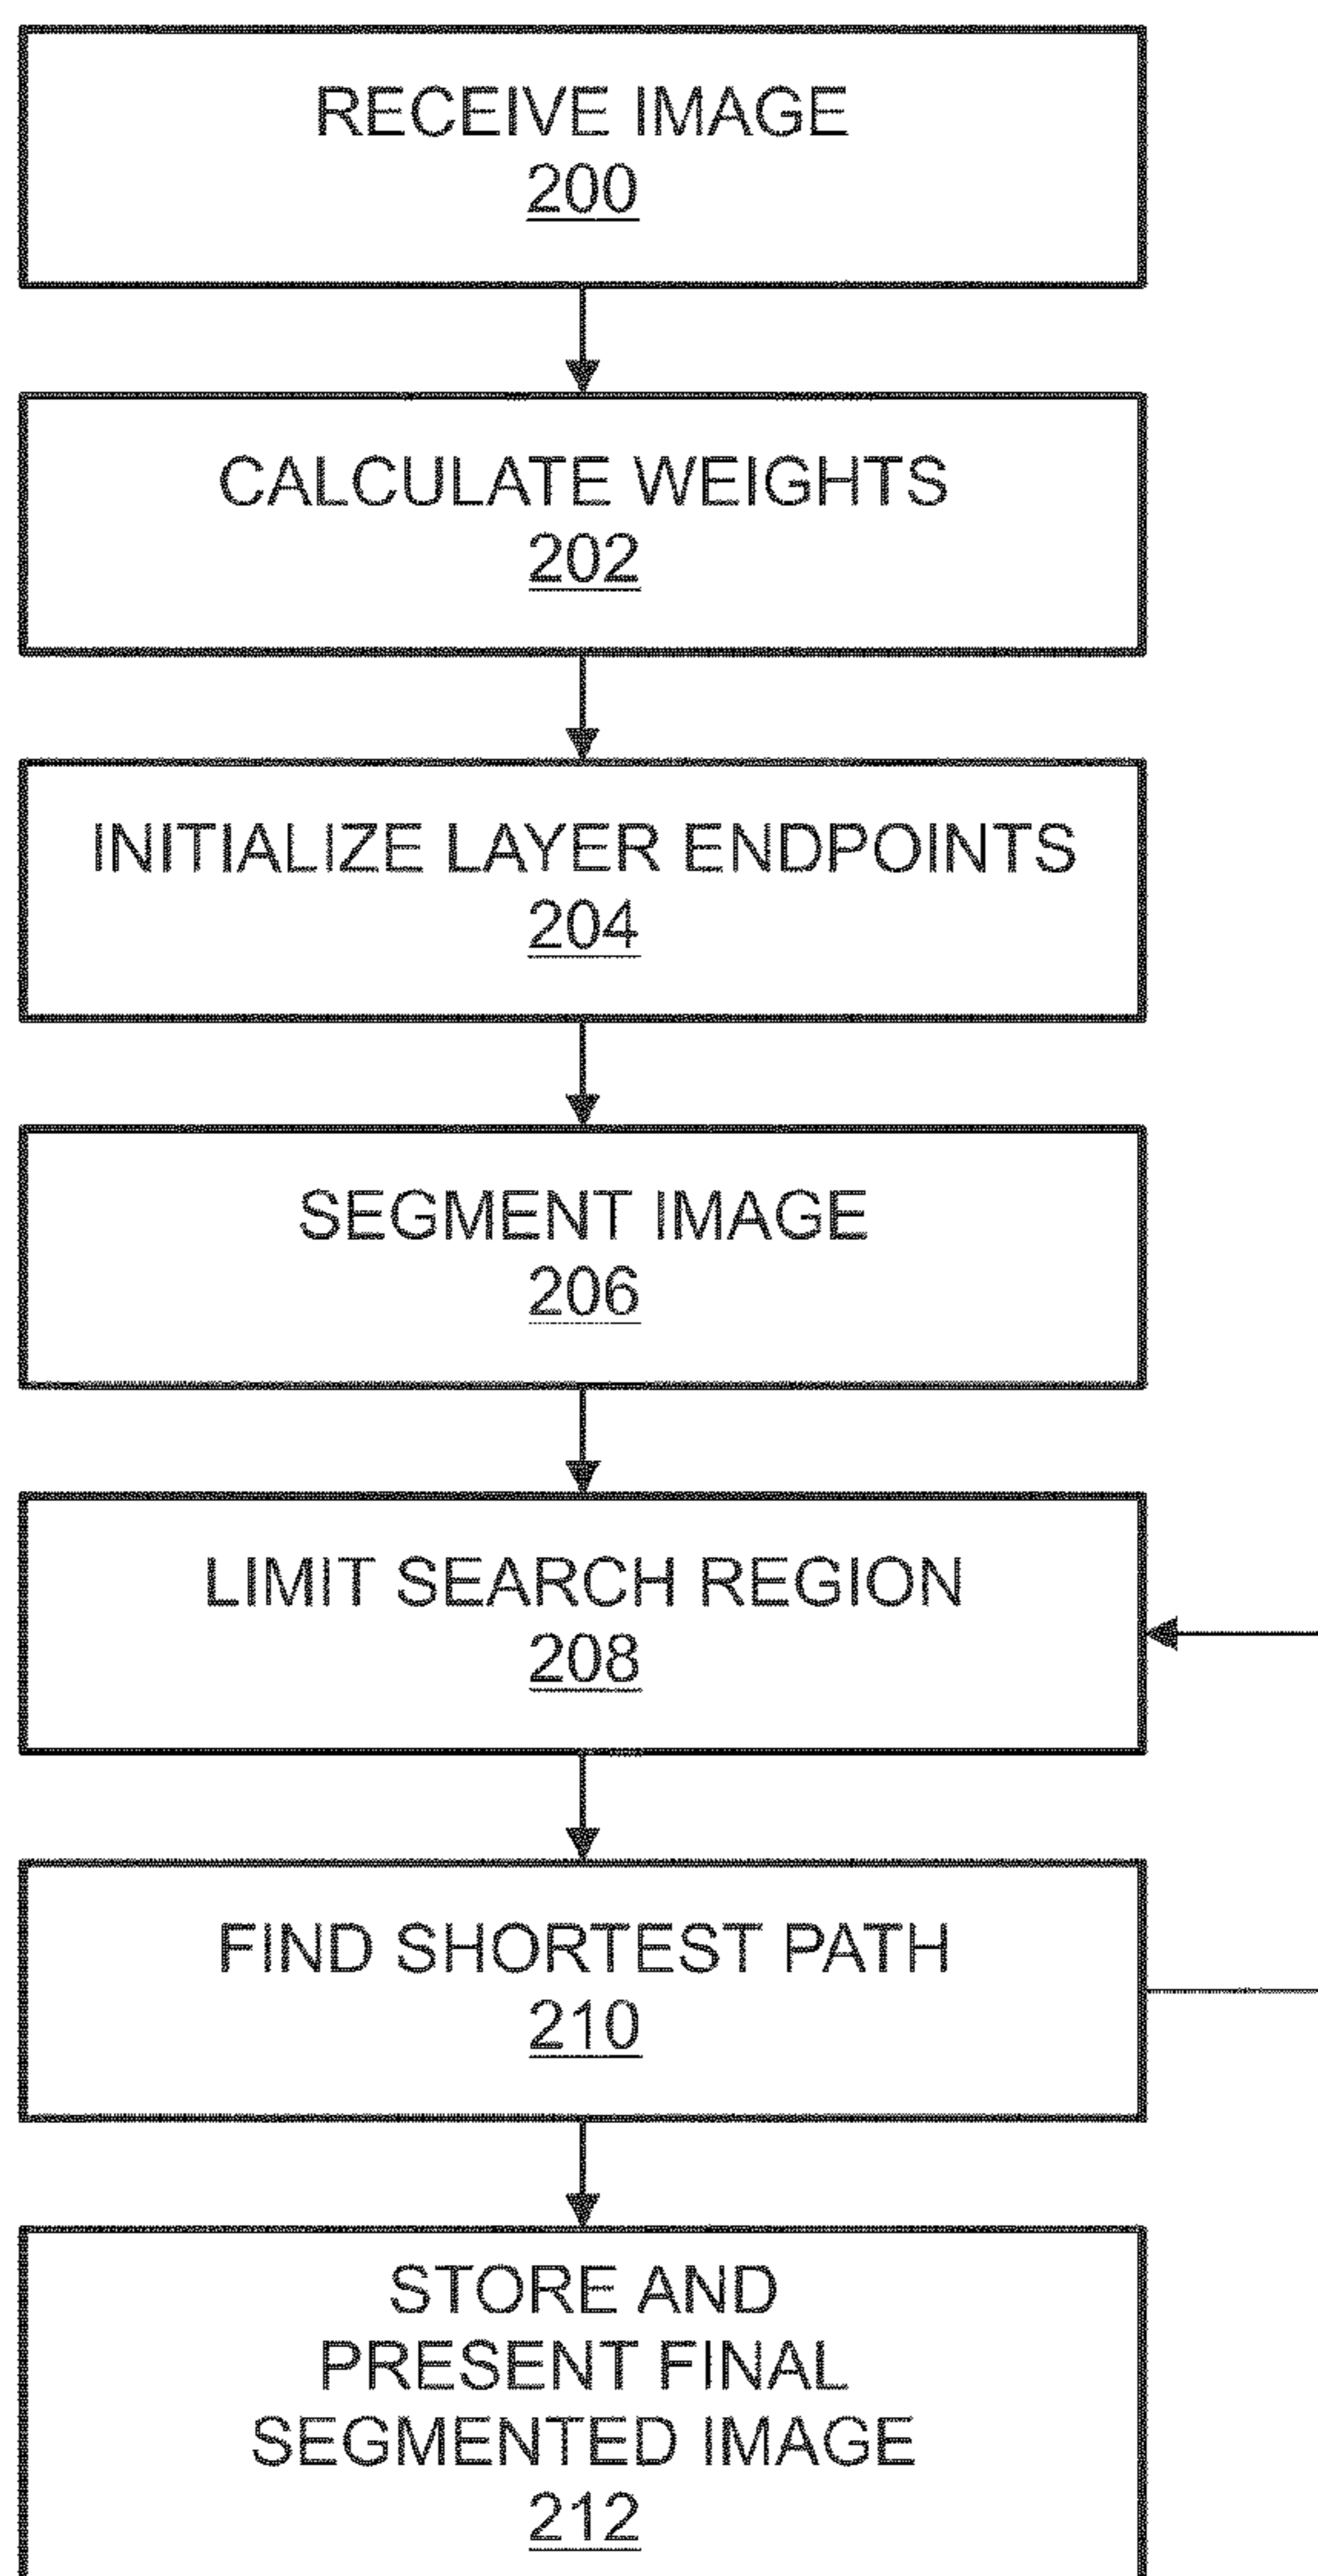 RECEIVE IMAGE
200
CALCULATE WEIGHTS
202
INITIALIZE LAYER ENDPOINTS
204
SEGMENT IMAGE
206
LIMIT SEARCH REGION
208
FIND SHORTEST PATH
210
STORE AND
PRESENT FINAL
SEGMENTED IMAGE
212